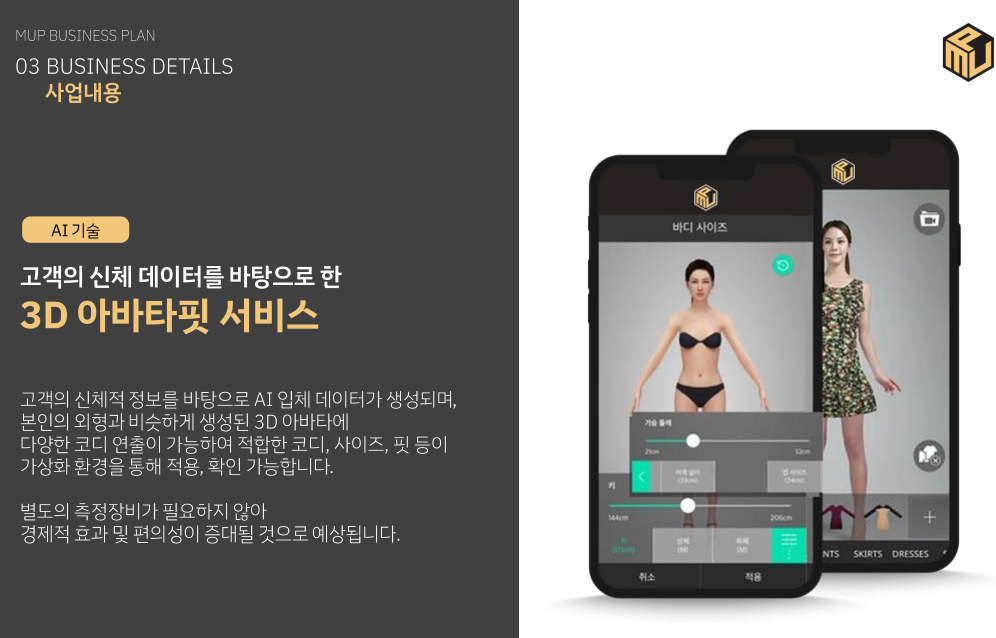 MUP BUSINESS PLAN
03 BUSINESS DETAILS
사업내용
AI 기술
고객의 신체 데이터를 바탕으로 한
3D 아바타핏 서비스
고객의 신체적 정보를 바탕으로 AI 입체 데이터가 생성되며,
본인의 외형과 비슷하게 생성된 3D 아바타에
다양한 코디 연출이 가능하여 적합한 코디, 사이즈, 핏 등이
가상화 환경을 통해 적용, 확인 가능합니다.
별도의 측정장비가 필요하지 않아
경제적 효과 및 편의성이 증대될 것으로 예상됩니다.
바디 사이즈
가슴 둘레
21cm 52cm
어깨 넓이
(33cm)
컵 사이즈
(24cm)
키
144cm 206cm
키
상체
(M)
하체
(M)
취소 적용
NTS SKIRTS DRESSES